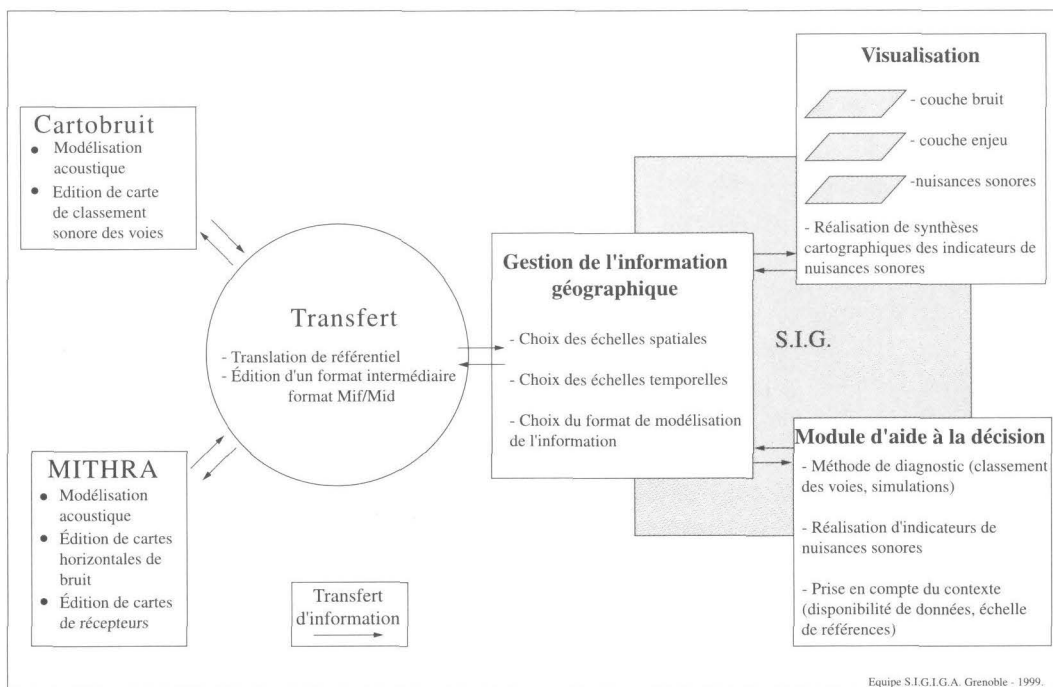 Cartobruit
• Modélisation
acoustique
• Edition de carte
de classement
sonore des voies
MITHRA
• Modélisation
acoustique
• Édition de cartes
horizontales de
bruit
• Édition de cartes
de récepteurs
Transfert
- Translation de référentiel
- Édition d'un format intermédiaire
format Mif/Mid
Transfert
d'information
Gestion de l'information
géographique
- Choix des échelles spatiales
- Choix des échelles temporelles
- Choix du format de modélisation
de l'information
S.I.G.
Visualisation
- couche bruit
- couche enjeu
-nuisances sonores
- Réalisation de synthèses
cartographiques des indicateurs de
nuisances sonores
Module d'aide à la décision
- Méthode de diagnostic (classement
des voies, simulations)
- Réalisation d'indicateurs de
nuisances sonores
- Prise en compte du contexte
(disponibilité de données, échelle
de références)
Equipe S.I.G.I.G.A. Grenoble - 1999.